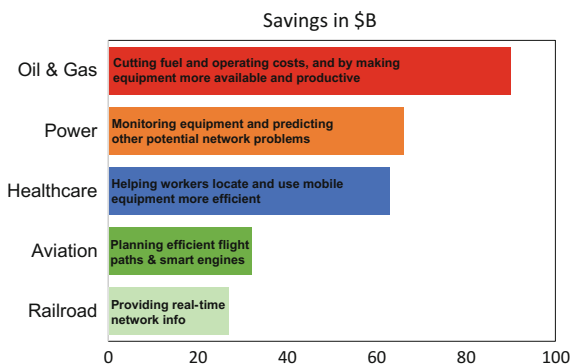 Savings in $B
Oil & Gas
Cutting fuel and operating costs, and by making
equipment more available and productive
Power
Monitoring equipment and predicting
other potential network problems
Healthcare
Helping workers locate and use mobile
equipment more efficient
Aviation
Planning efficient flight
paths & smart engines
Railroad
Providing real-time
network info
0 20 40 60 80 100